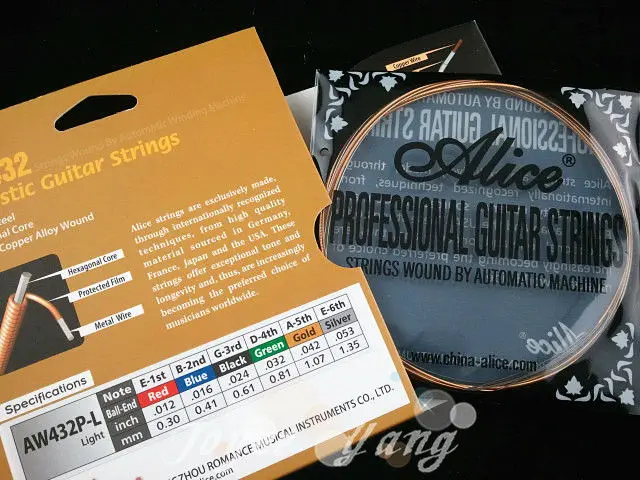 432
Strings Wound By Automatic Winding Machine
stic Guitar Strings
teel
nal Core
Copper Alloy Wound
Alice strings are exclusively made,
through internationally recognized
techniques, from high quality
material sourced in Germany,
France, Japan and the USA. These
strings offer exceptional tone and
longevity and, thus, are increasingly
becoming the preferred choice of
musicians worldwide.
Hexagonal Core
Protected Film
Metal Wire
Specifications
AW432P-L
Light
Note E-1st B-2nd G-3rd D-4th A-5th E-6th
Ball-End Red Blue Black Green Gold Silver
inch .012 .016 .024 .032 .042 .053
mm 0.30 0.41 0.61 0.81 1.07 1.35
GZHOU ROMANCE MUSICAL INSTRUMENTS CO., LTD.
alice.com
Copper Wire
Alice®
PROFESSIONAL GUITAR STRINGS
STRINGS WOUND BY AUTOMATIC MACHINE
Alice
www.china-alice.com
Yang